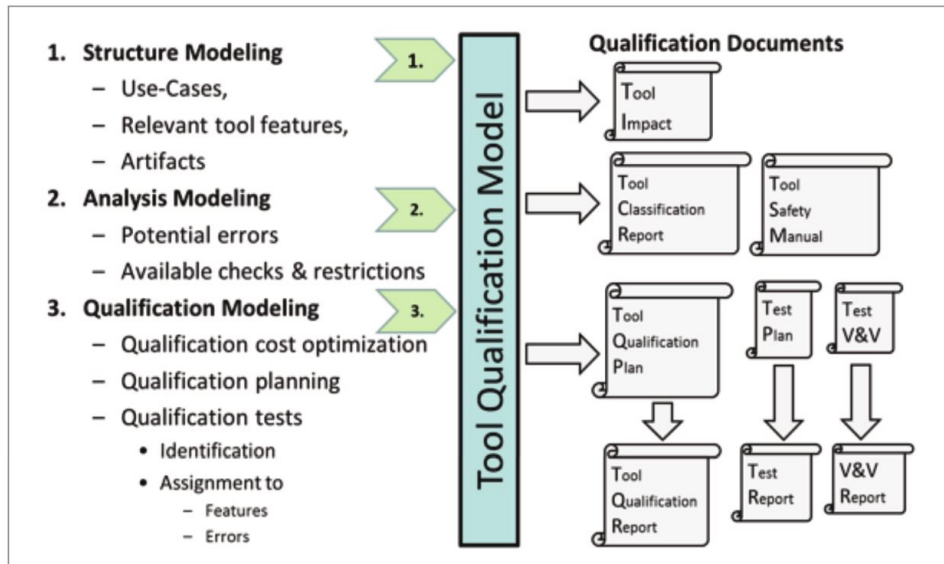 1. Structure Modeling
– Use-Cases,
– Relevant tool features,
– Artifacts
2. Analysis Modeling
– Potential errors
– Available checks & restrictions
3. Qualification Modeling
– Qualification cost optimization
– Qualification planning
– Qualification tests
• Identification
• Assignment to
– Features
– Errors
1.
2.
3.
Tool Qualification Model
Qualification Documents
Tool
Impact
Tool
Classification
Report
Tool
Safety
Manual
Tool
Qualification
Plan
Test
Plan
Test
V&V
Tool
Qualification
Report
Test
Report
V&V
Report